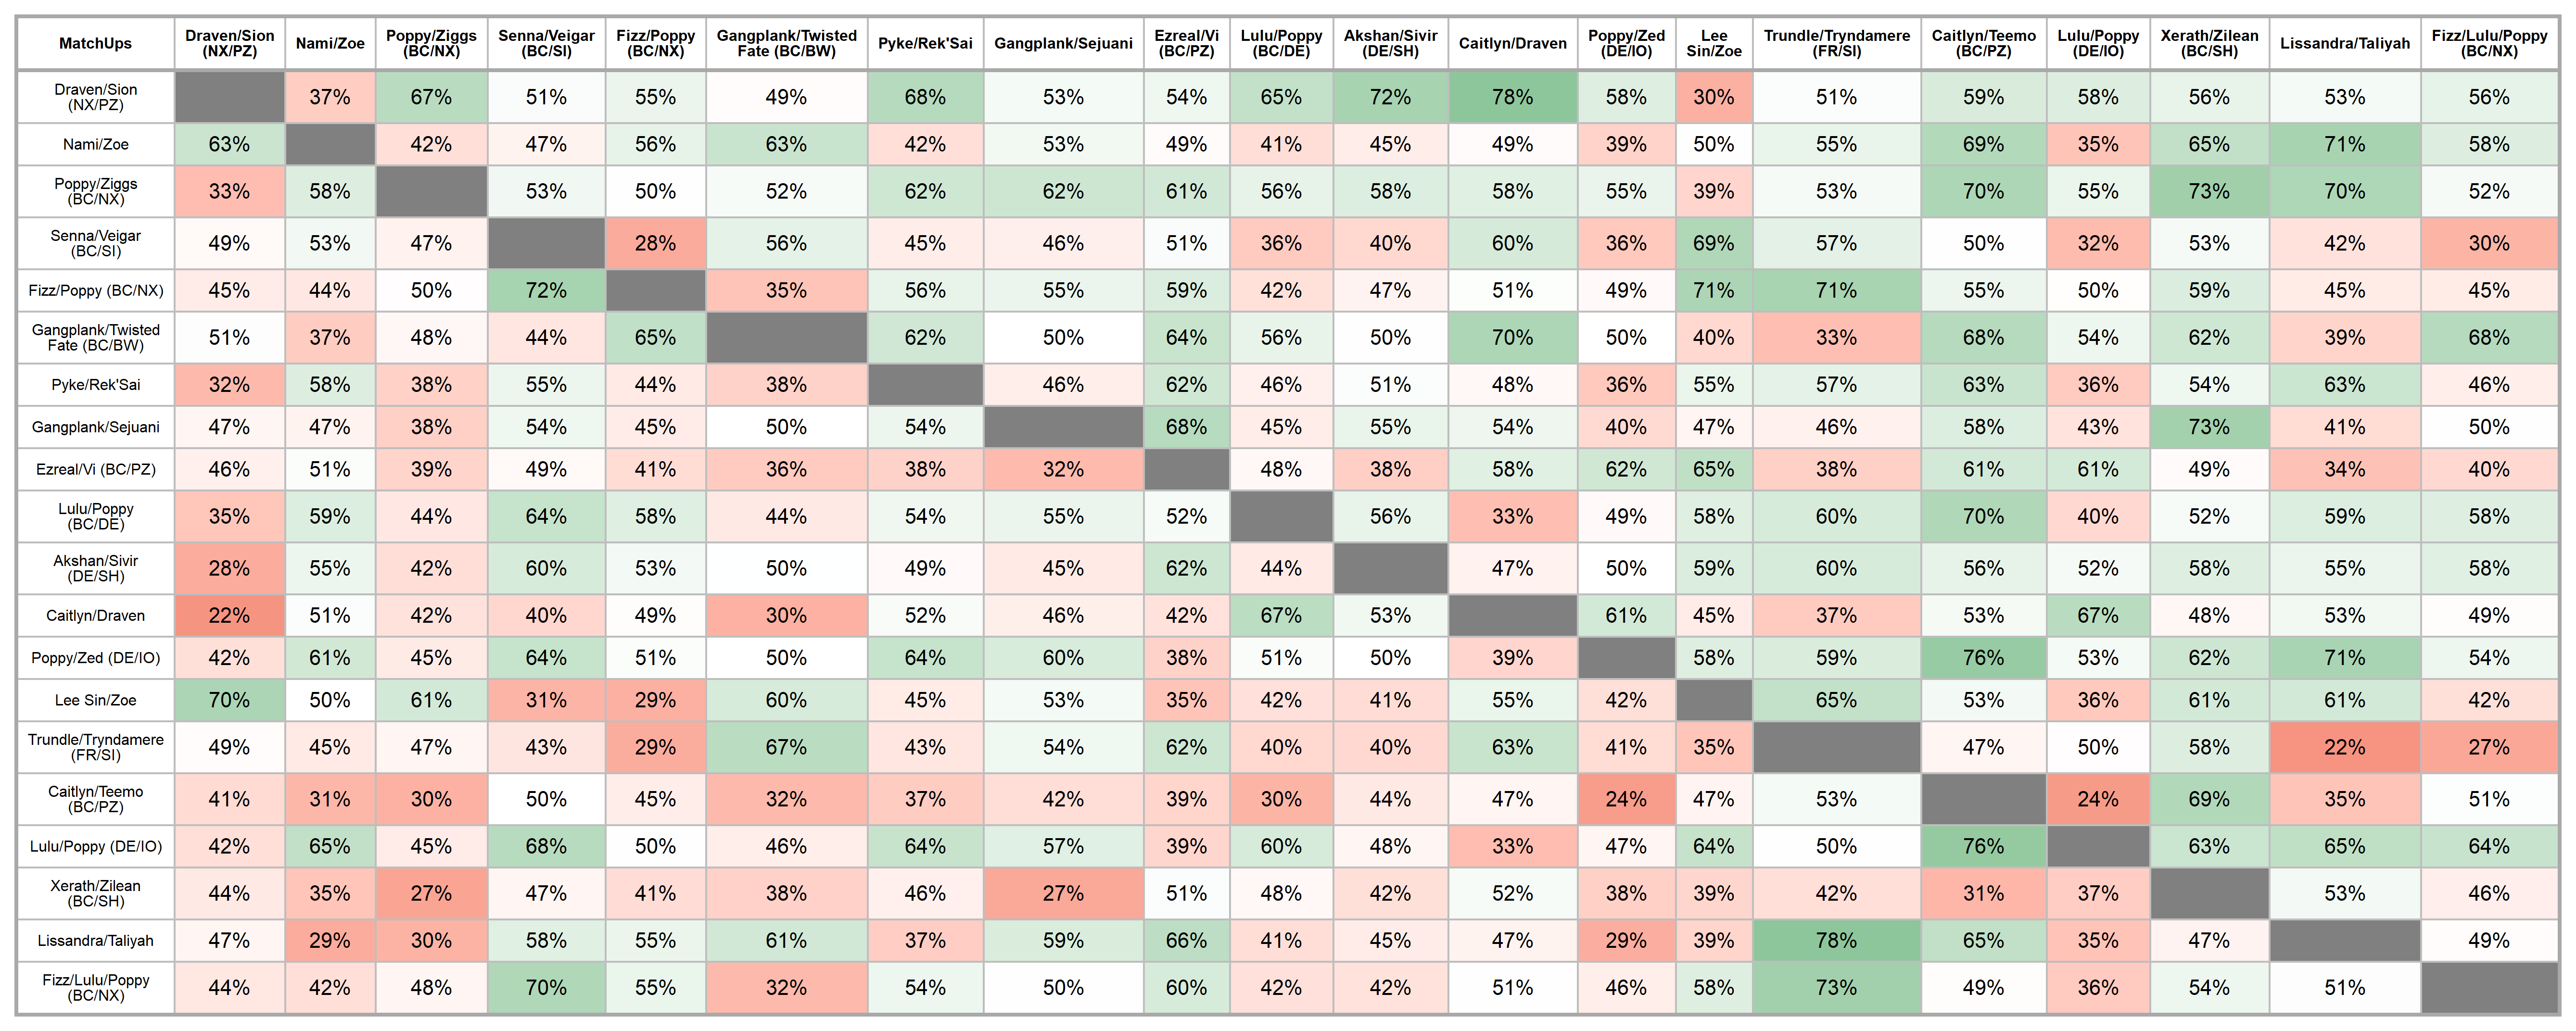 MatchUps Draven/Sion (NX/PZ) Nami/Zoe Poppy/Ziggs (BC/NX) Senna/Veigar (BC/SI) Fizz/Poppy (BC/NX) Gangplank/Twisted Fate (BC/BW) Pyke/Rek'Sai Gangplank/Sejuani Ezreal/Vi (BC/PZ) Lulu/Poppy (BC/DE) Akshan/Sivir (DE/SH) Caitlyn/Draven Poppy/Zed (DE/IO) Lee Sin/Zoe Trundle/Tryndamere (FR/SI) Caitlyn/Teemo (BC/PZ) Lulu/Poppy (DE/IO) Xerath/Zilean (BC/SH) Lissandra/Taliyah Fizz/Lulu/Poppy (BC/NX)
Draven/Sion (NX/PZ) 37% 67% 51% 55% 49% 68% 53% 54% 65% 72% 78% 58% 30% 51% 59% 58% 56% 53% 56%
Nami/Zoe 63% 42% 47% 56% 63% 42% 53% 49% 41% 45% 49% 39% 50% 55% 69% 35% 65% 71% 58%
Poppy/Ziggs (BC/NX) 33% 58% 53% 50% 52% 62% 62% 61% 56% 58% 58% 55% 39% 53% 70% 55% 73% 70% 52%
Senna/Veigar (BC/SI) 49% 53% 47% 28% 56% 45% 46% 51% 36% 40% 60% 36% 69% 57% 50% 32% 53% 42% 30%
Fizz/Poppy (BC/NX) 45% 44% 50% 72% 35% 56% 55% 59% 42% 47% 51% 49% 71% 71% 55% 50% 59% 45% 45%
Gangplank/Twisted Fate (BC/BW) 51% 37% 48% 44% 65% 62% 50% 64% 56% 50% 70% 50% 40% 33% 68% 54% 62% 39% 68%
Pyke/Rek'Sai 32% 58% 38% 55% 44% 38% 46% 62% 46% 51% 48% 36% 55% 57% 63% 36% 54% 63% 46%
Gangplank/Sejuani 47% 47% 38% 54% 45% 50% 54% 68% 45% 55% 54% 40% 47% 46% 58% 43% 73% 41% 50%
Ezreal/Vi (BC/PZ) 46% 51% 39% 49% 41% 36% 38% 32% 48% 38% 58% 62% 65% 38% 61% 61% 49% 34% 40%
Lulu/Poppy (BC/DE) 35% 59% 44% 64% 58% 44% 54% 55% 52% 56% 33% 49% 58% 60% 70% 40% 52% 59% 58%
Akshan/Sivir (DE/SH) 28% 55% 42% 60% 53% 50% 49% 45% 62% 44% 47% 50% 59% 60% 56% 52% 58% 55% 58%
Caitlyn/Draven 22% 51% 42% 40% 49% 30% 52% 46% 42% 67% 53% 61% 45% 37% 53% 67% 48% 53% 49%
Poppy/Zed (DE/IO) 42% 61% 45% 64% 51% 50% 64% 60% 38% 51% 50% 39% 58% 59% 76% 53% 62% 71% 54%
Lee Sin/Zoe 70% 50% 61% 31% 29% 60% 45% 53% 35% 42% 41% 55% 42% 65% 53% 36% 61% 61% 42%
Trundle/Tryndamere (FR/SI) 49% 45% 47% 43% 29% 67% 43% 54% 62% 40% 40% 63% 41% 35% 47% 50% 58% 22% 27%
Caitlyn/Teemo (BC/PZ) 41% 31% 30% 50% 45% 32% 37% 42% 39% 30% 44% 47% 24% 47% 53% 24% 69% 35% 51%
Lulu/Poppy (DE/IO) 42% 65% 45% 68% 50% 46% 64% 57% 39% 60% 48% 33% 47% 64% 50% 76% 63% 65% 64%
Xerath/Zilean (BC/SH) 44% 35% 27% 47% 41% 38% 46% 27% 51% 48% 42% 52% 38% 39% 42% 31% 37% 53% 46%
Lissandra/Taliyah 47% 29% 30% 58% 55% 61% 37% 59% 66% 41% 45% 47% 29% 39% 78% 65% 35% 47% 49%
Fizz/Lulu/Poppy (BC/NX) 44% 42% 48% 70% 55% 32% 54% 50% 60% 42% 42% 51% 46% 58% 73% 49% 36% 54% 51%